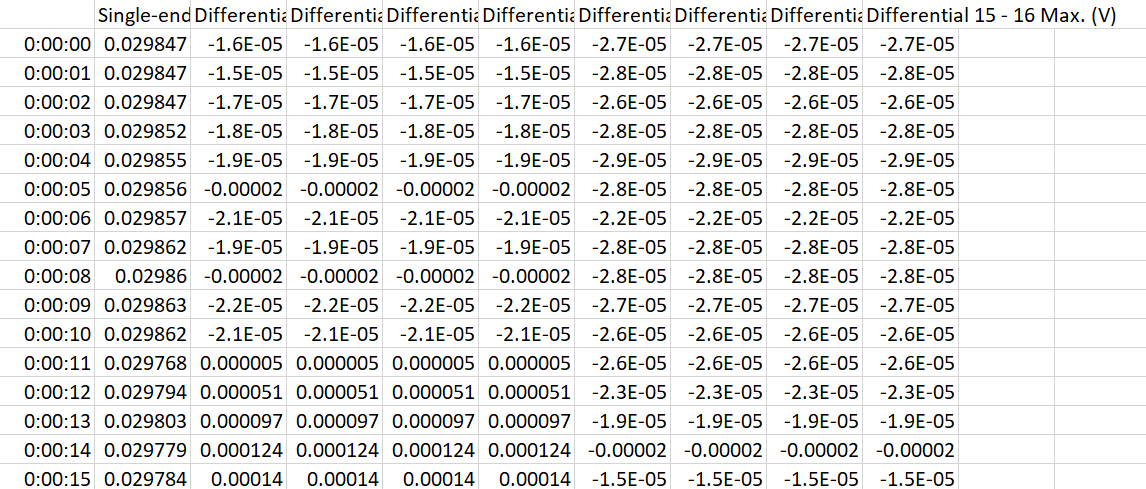 Single-end Differentia Differentia Differentia Differentia Differentia Differentia Differentia Differential 15 - 16 Max. (V)
0:00:00 0.029847 -1.6E-05 -1.6E-05 -1.6E-05 -1.6E-05 -2.7E-05 -2.7E-05 -2.7E-05 -2.7E-05
0:00:01 0.029847 -1.5E-05 -1.5E-05 -1.5E-05 -1.5E-05 -2.8E-05 -2.8E-05 -2.8E-05 -2.8E-05
0:00:02 0.029847 -1.7E-05 -1.7E-05 -1.7E-05 -1.7E-05 -2.6E-05 -2.6E-05 -2.6E-05 -2.6E-05
0:00:03 0.029852 -1.8E-05 -1.8E-05 -1.8E-05 -1.8E-05 -2.8E-05 -2.8E-05 -2.8E-05 -2.8E-05
0:00:04 0.029855 -1.9E-05 -1.9E-05 -1.9E-05 -1.9E-05 -2.9E-05 -2.9E-05 -2.9E-05 -2.9E-05
0:00:05 0.029856 -0.00002 -0.00002 -0.00002 -0.00002 -2.8E-05 -2.8E-05 -2.8E-05 -2.8E-05
0:00:06 0.029857 -2.1E-05 -2.1E-05 -2.1E-05 -2.1E-05 -2.2E-05 -2.2E-05 -2.2E-05 -2.2E-05
0:00:07 0.029862 -1.9E-05 -1.9E-05 -1.9E-05 -1.9E-05 -2.8E-05 -2.8E-05 -2.8E-05 -2.8E-05
0:00:08 0.02986 -0.00002 -0.00002 -0.00002 -0.00002 -2.8E-05 -2.8E-05 -2.8E-05 -2.8E-05
0:00:09 0.029863 -2.2E-05 -2.2E-05 -2.2E-05 -2.2E-05 -2.7E-05 -2.7E-05 -2.7E-05 -2.7E-05
0:00:10 0.029862 -2.1E-05 -2.1E-05 -2.1E-05 -2.1E-05 -2.6E-05 -2.6E-05 -2.6E-05 -2.6E-05
0:00:11 0.029768 0.000005 0.000005 0.000005 0.000005 -2.6E-05 -2.6E-05 -2.6E-05 -2.6E-05
0:00:12 0.029794 0.000051 0.000051 0.000051 0.000051 -2.3E-05 -2.3E-05 -2.3E-05 -2.3E-05
0:00:13 0.029803 0.000097 0.000097 0.000097 0.000097 -1.9E-05 -1.9E-05 -1.9E-05 -1.9E-05
0:00:14 0.029779 0.000124 0.000124 0.000124 0.000124 -0.00002 -0.00002 -0.00002 -0.00002
0:00:15 0.029784 0.00014 0.00014 0.00014 0.00014 -1.5E-05 -1.5E-05 -1.5E-05 -1.5E-05